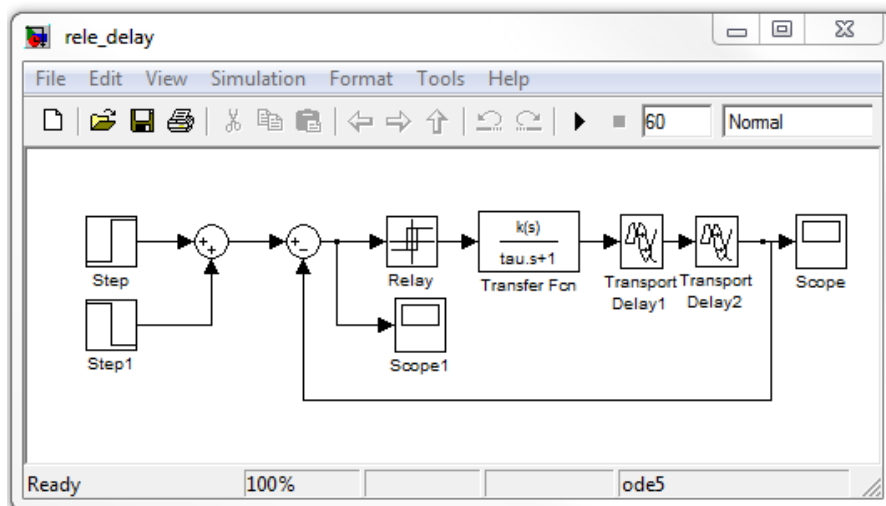 rele_delay
File Edit View Simulation Format Tools Help
60 Normal
Step
Step1
+
+
+
−
Relay
Scope1
k(s)
tau.s+1
Transfer Fcn
Transport
Delay1
Transport
Delay2
Scope
Ready 100% ode5